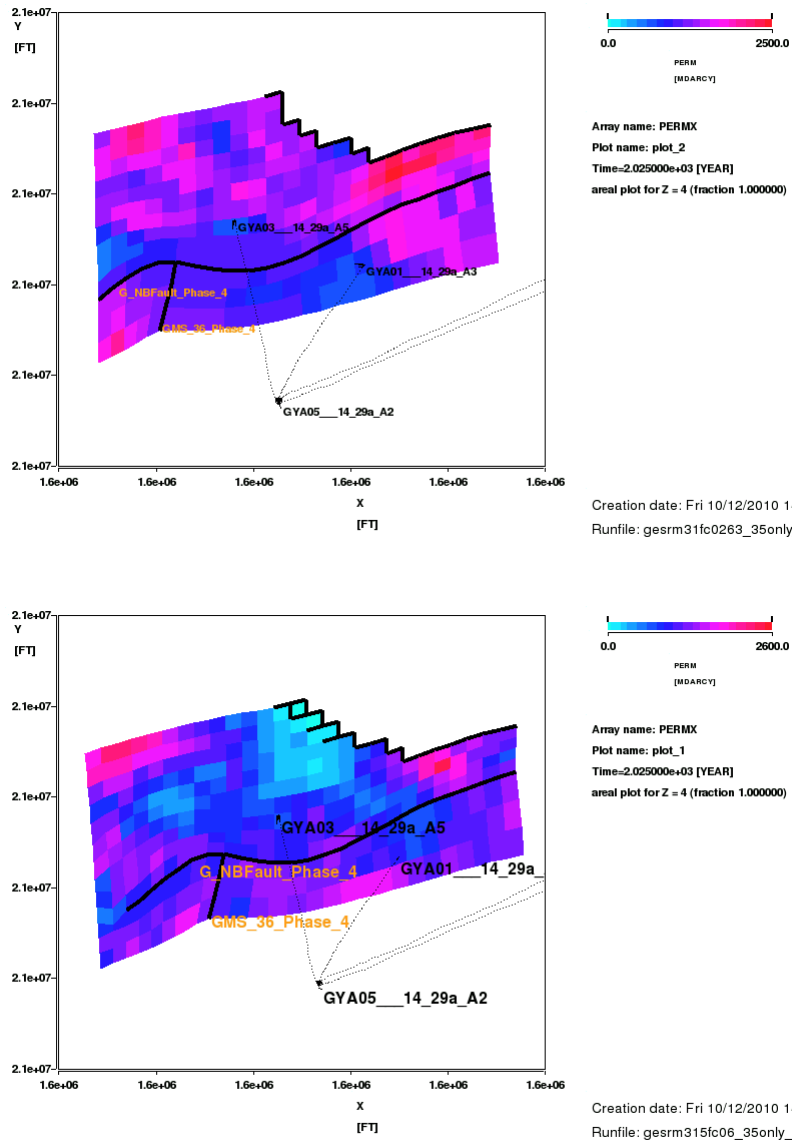 2.1e+07
Y
[FT]
2.1e+07
2.1e+07
2.1e+07
2.1e+07
2.1e+07
1.6e+06 1.6e+06 1.6e+06 1.6e+06 1.6e+06 1.6e+06
X
[FT]
GYA03___14_29a_A5
GYA01___14_29a_A3
G_NBFault_Phase_4
GMS_36_Phase_4
GYA05___14_29a_A2
0.0 2500.0
PERM
[MDARCY]
Array name: PERMX
Plot name: plot_2
Time=2.025000e+03 [YEAR]
areal plot for Z = 4 (fraction 1.000000)
Creation date: Fri 10/12/2010 1
Runfile: gesrm31fc0263_35only
2.1e+07
Y
[FT]
2.1e+07
2.1e+07
2.1e+07
2.1e+07
2.1e+07
1.6e+06 1.6e+06 1.6e+06 1.6e+06 1.6e+06 1.6e+06
X
[FT]
GYA03___14_29a_A5
GYA01___14_29a_
G_NBFault_Phase_4
GMS_36_Phase_4
GYA05___14_29a_A2
0.0 2600.0
PERM
[MDARCY]
Array name: PERMX
Plot name: plot_1
Time=2.025000e+03 [YEAR]
areal plot for Z = 4 (fraction 1.000000)
Creation date: Fri 10/12/2010 1
Runfile: gesrm315fc06_35only_